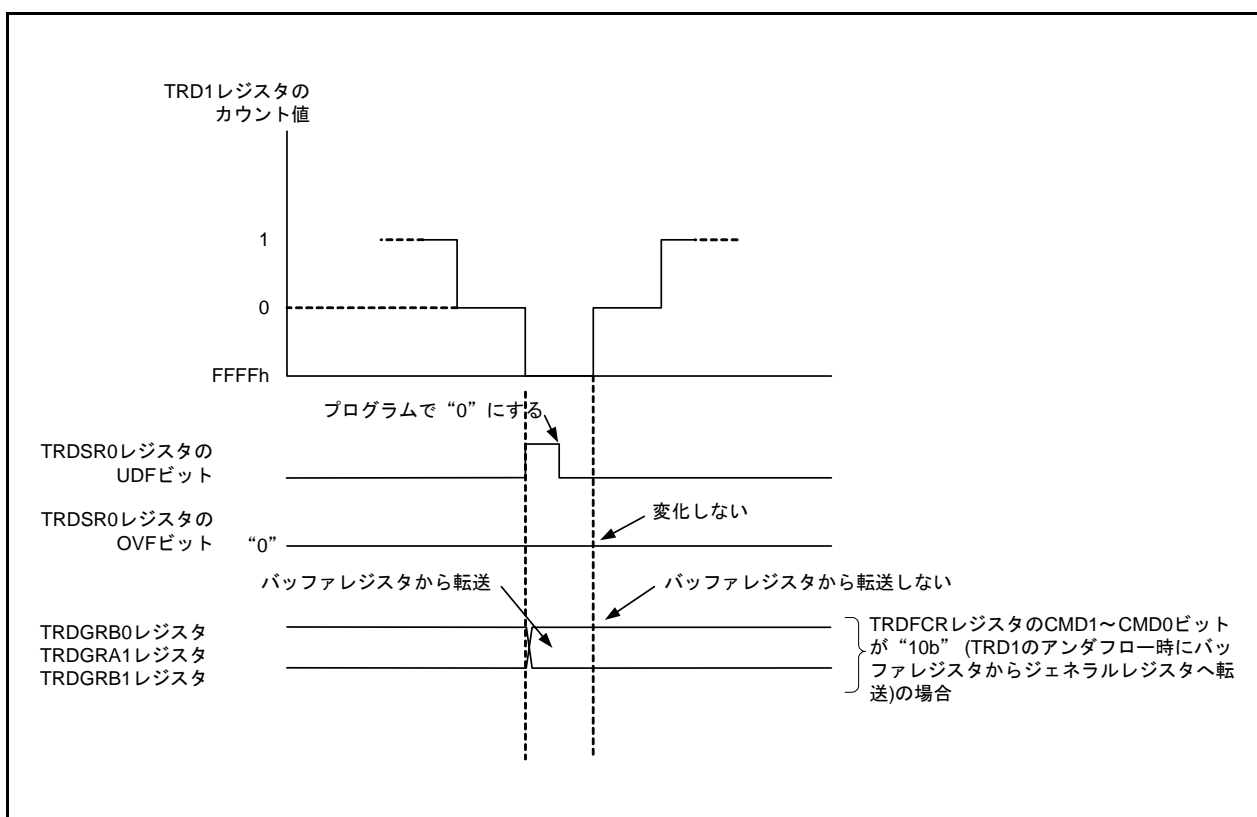 TRD1レジスタの
カウント値
1
0
FFFFh
プログラムで“0”にする
TRDSR0レジスタの
UDFビット
変化しない
TRDSR0レジスタの
OVFビット “0”
バッファレジスタから転送
バッファレジスタから転送しない
TRDGRB0レジスタ
TRDGRA1レジスタ
TRDGRB1レジスタ
TRDFCRレジスタのCMD1～CMD0ビット
が“10b” (TRD1のアンダフロー時にバッ
ファレジスタからジェネラルレジスタへ転
送)の場合